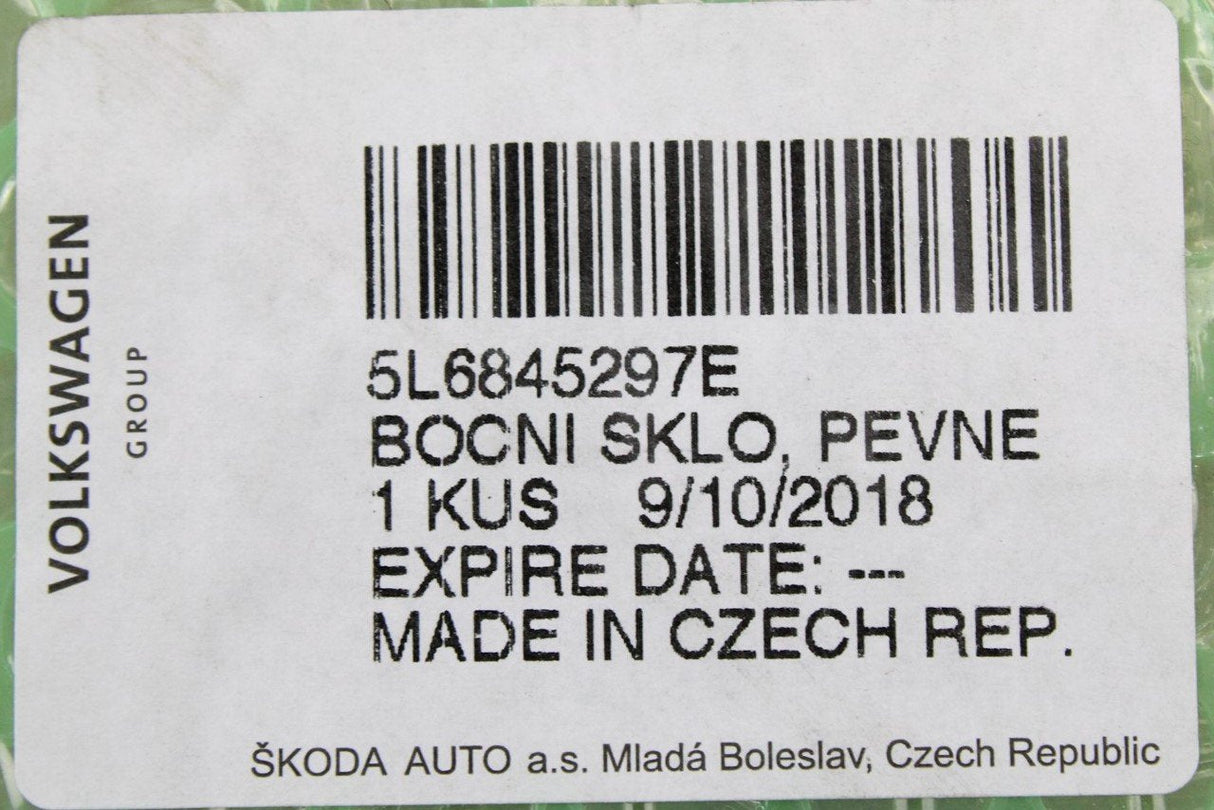 VOLKSWAGEN
GROUP
5L6845297E
BOCNI SKLO, PEVNE
1 KUS 9/10/2018
EXPIRE DATE: ---
MADE IN CZECH REP.
ŠKODA AUTO a.s. Mladá Boleslav, Czech Republic